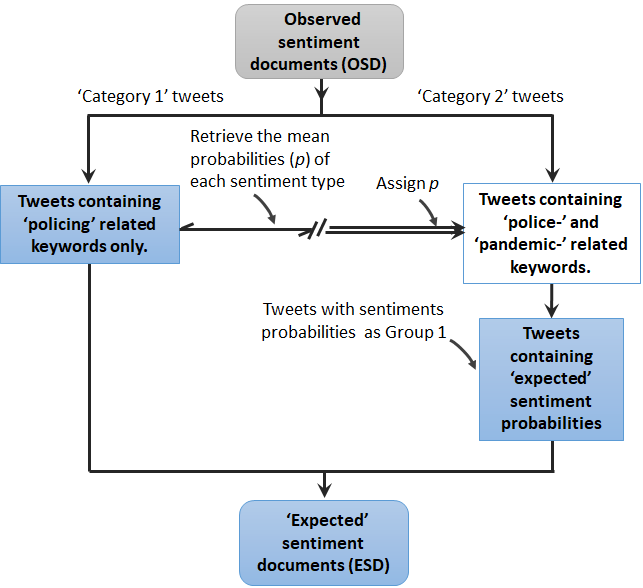 Observed
sentiment
documents (OSD)
‘Category 1’ tweets
‘Category 2’ tweets
Retrieve the mean
probabilities (p) of
each sentiment type
Assign p
Tweets containing
‘policing’ related
keywords only.
Tweets containing
‘police-’ and
‘pandemic-’ related
keywords.
Tweets with sentiments
probabilities as Group 1
Tweets
containing
‘expected’
sentiment
probabilities
‘Expected’
sentiment
documents (ESD)